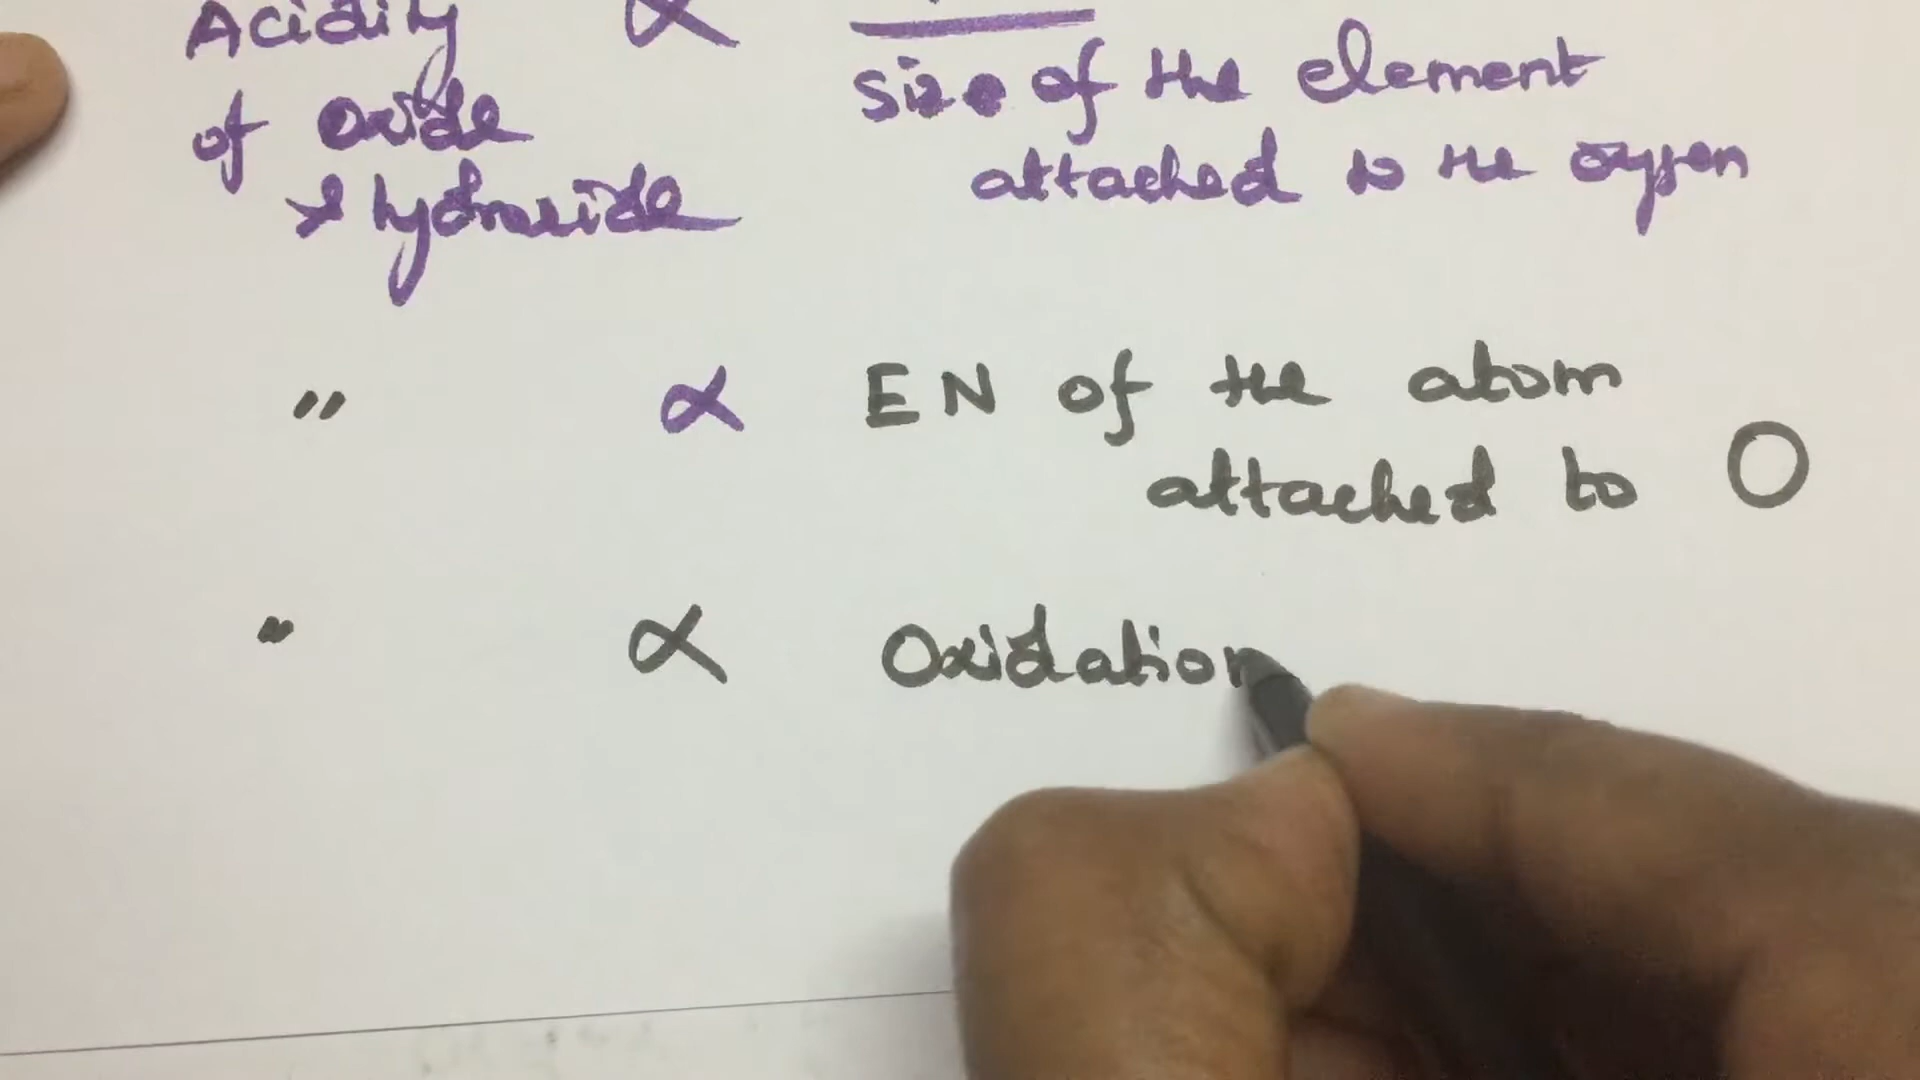 Acidity ∝
size of the element
of oxide
attached to the oxygen
& hydroxide
" ∝ EN of the atom
attached to O
" ∝ Oxidation